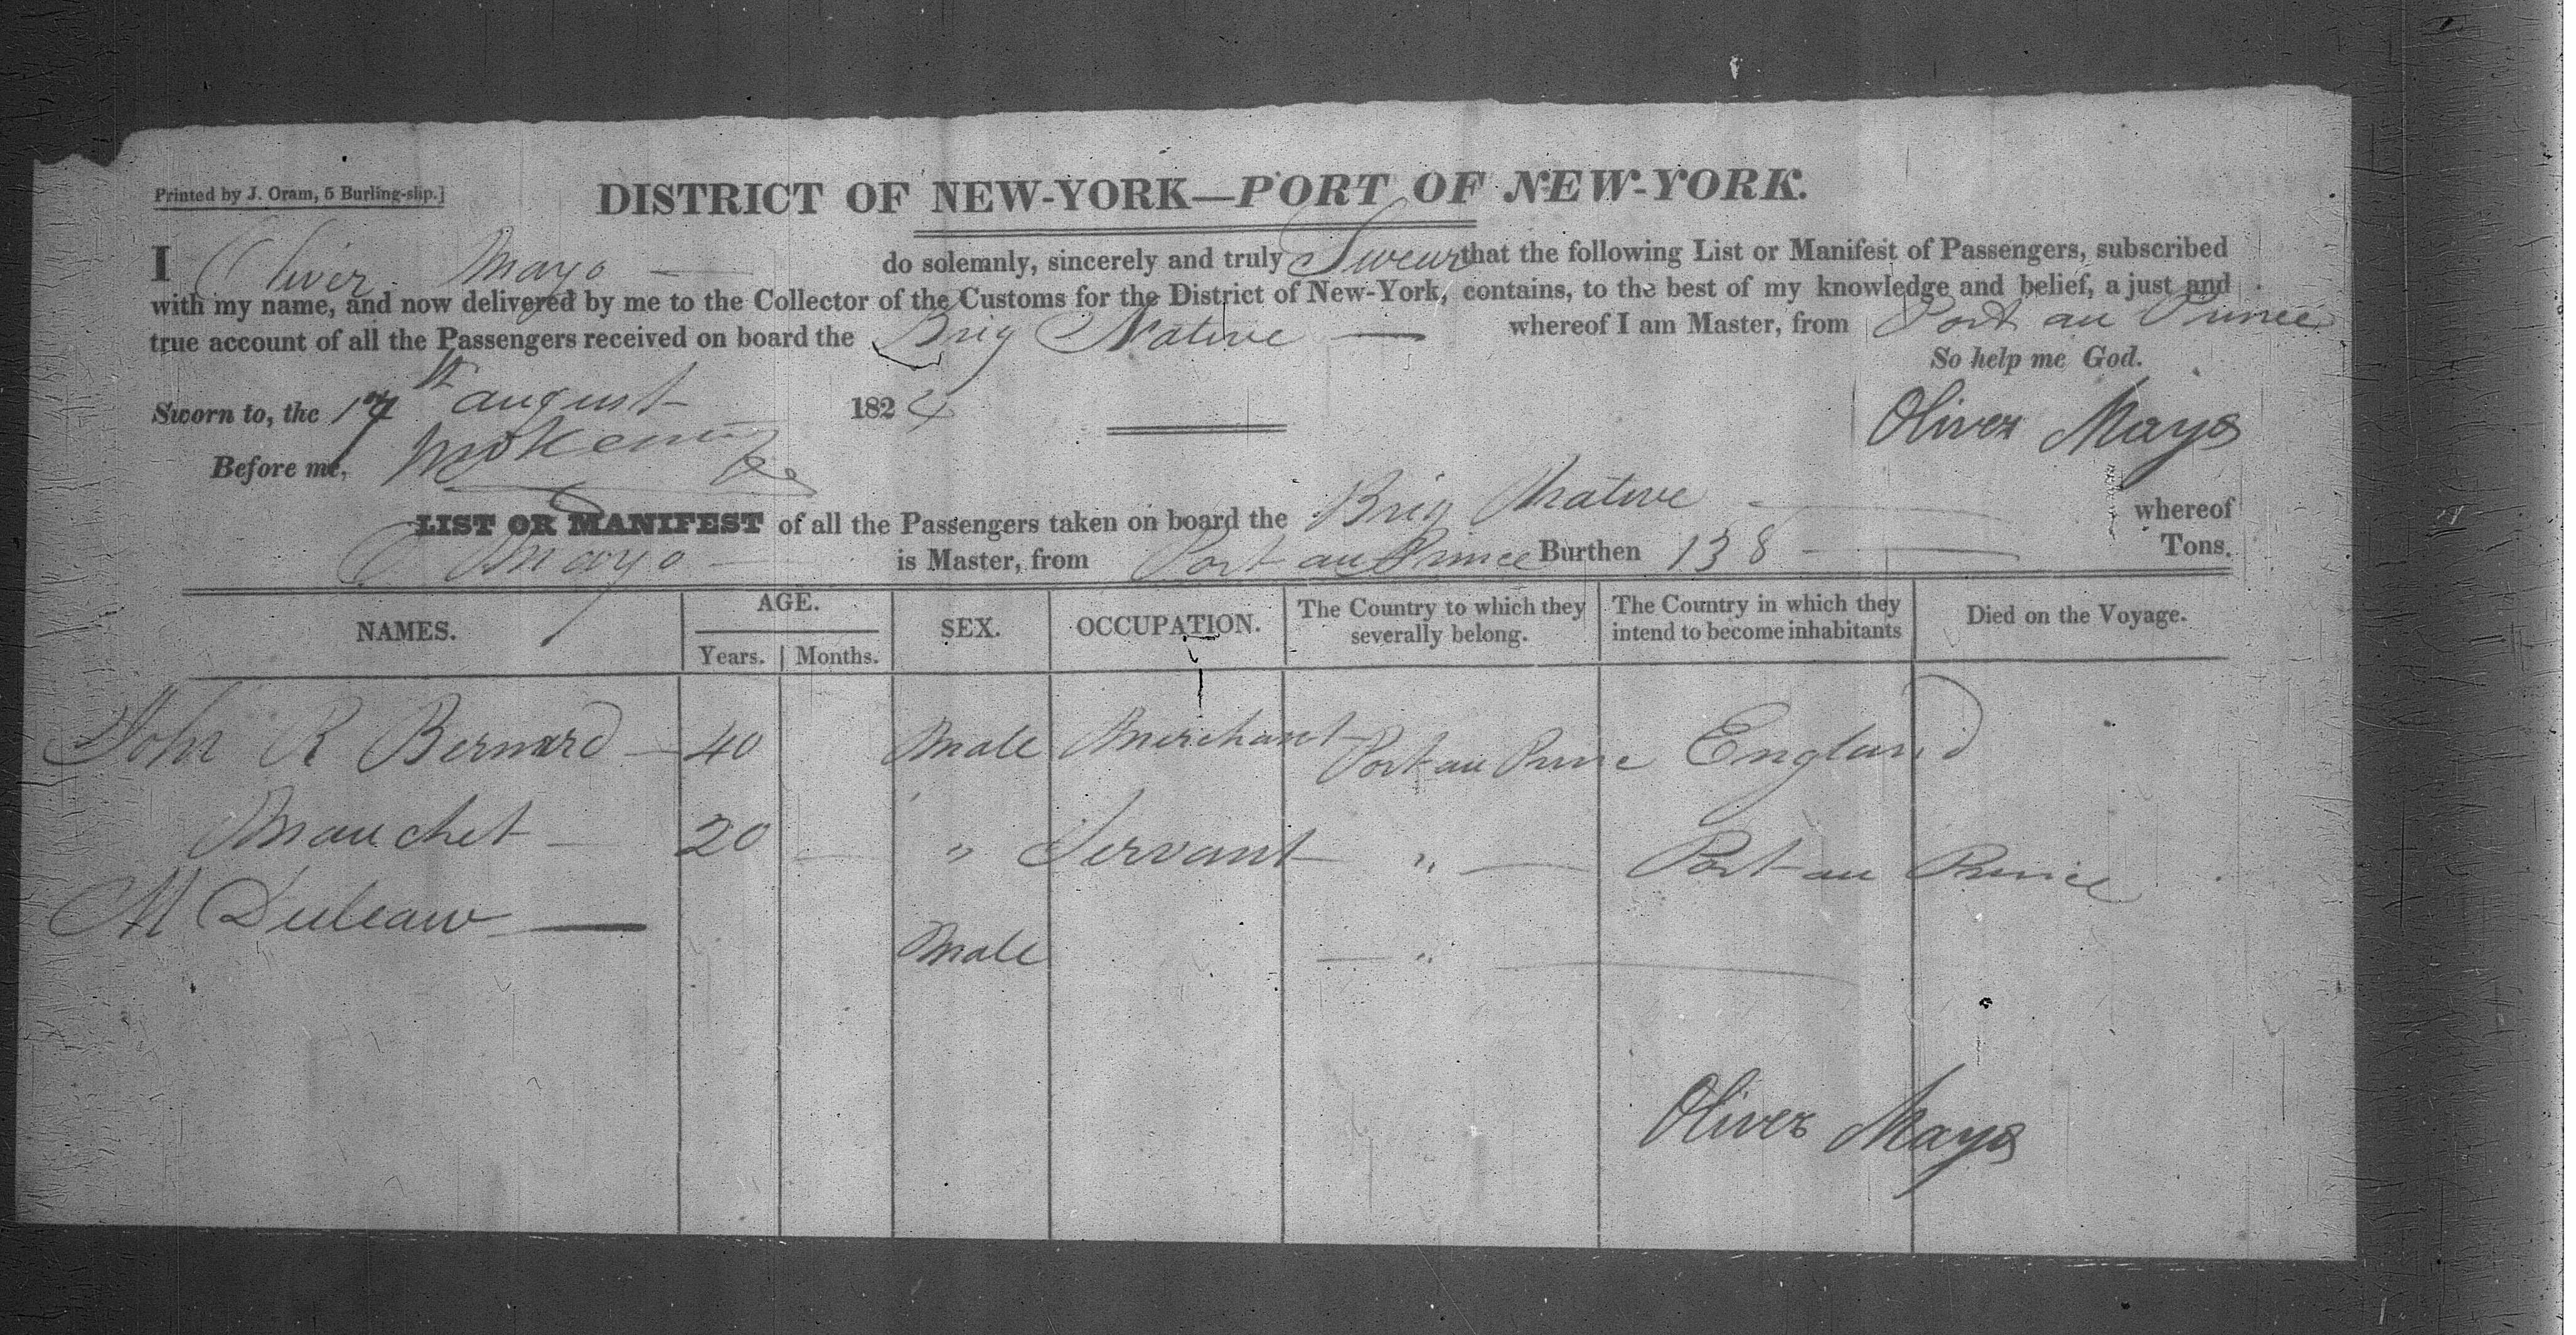 Printed by J. Oram, 5 Burling-slip.]
DISTRICT OF NEW-YORK—PORT OF NEW-YORK.
I Oliver Mayo — do solemnly, sincerely and truly Swear that the following List or Manifest of Passengers, subscribed
with my name, and now delivered by me to the Collector of the Customs for the District of New-York, contains, to the best of my knowledge and belief, a just and
true account of all the Passengers received on board the Brig Native — whereof I am Master, from Port au Prince
So help me God.
Sworn to, the 17th august 1824
Oliver Mayo
Before me,
LIST OR MANIFEST of all the Passengers taken on board the Brig Native — whereof
O Mayo — is Master, from Port au Prince Burthen 138 — Tons.
NAMES. AGE. SEX. OCCUPATION. The Country to which they severally belong. The Country in which they intend to become inhabitants Died on the Voyage.
Years. Months.
John R Bernard — 40 Male Merchant Port au Prince England
Mauchet — 20 — " Servant " — Port au Prince
M Duleau —
Male — " —
Oliver Mayo